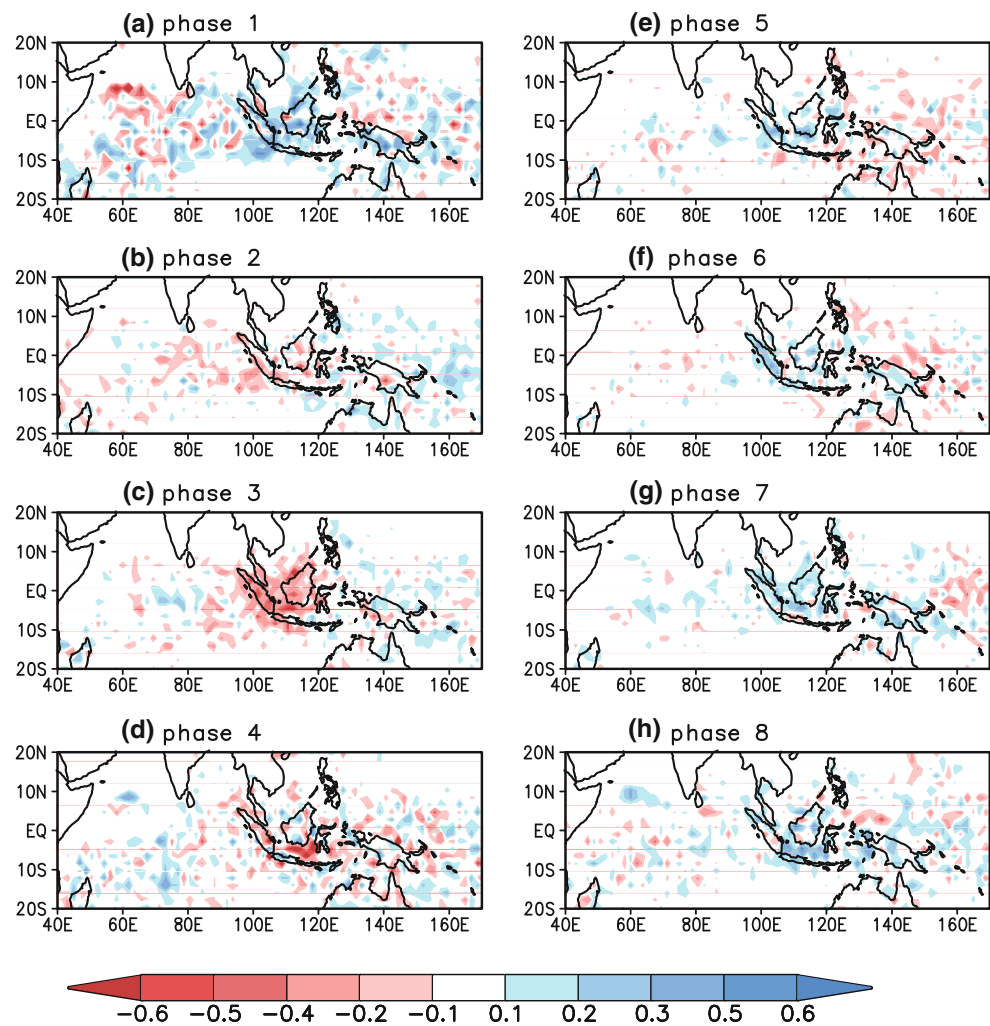 (a) phase 1
20N
10N
EQ
10S
20S
40E 60E 80E 100E 120E 140E 160E
(b) phase 2
20N
10N
EQ
10S
20S
40E 60E 80E 100E 120E 140E 160E
(c) phase 3
20N
10N
EQ
10S
20S
40E 60E 80E 100E 120E 140E 160E
(d) phase 4
20N
10N
EQ
10S
20S
40E 60E 80E 100E 120E 140E 160E
(e) phase 5
20N
10N
EQ
10S
20S
40E 60E 80E 100E 120E 140E 160E
(f) phase 6
20N
10N
EQ
10S
20S
40E 60E 80E 100E 120E 140E 160E
(g) phase 7
20N
10N
EQ
10S
20S
40E 60E 80E 100E 120E 140E 160E
(h) phase 8
20N
10N
EQ
10S
20S
40E 60E 80E 100E 120E 140E 160E
−0.6 −0.5 −0.4 −0.2 −0.1 0.1 0.2 0.3 0.5 0.6